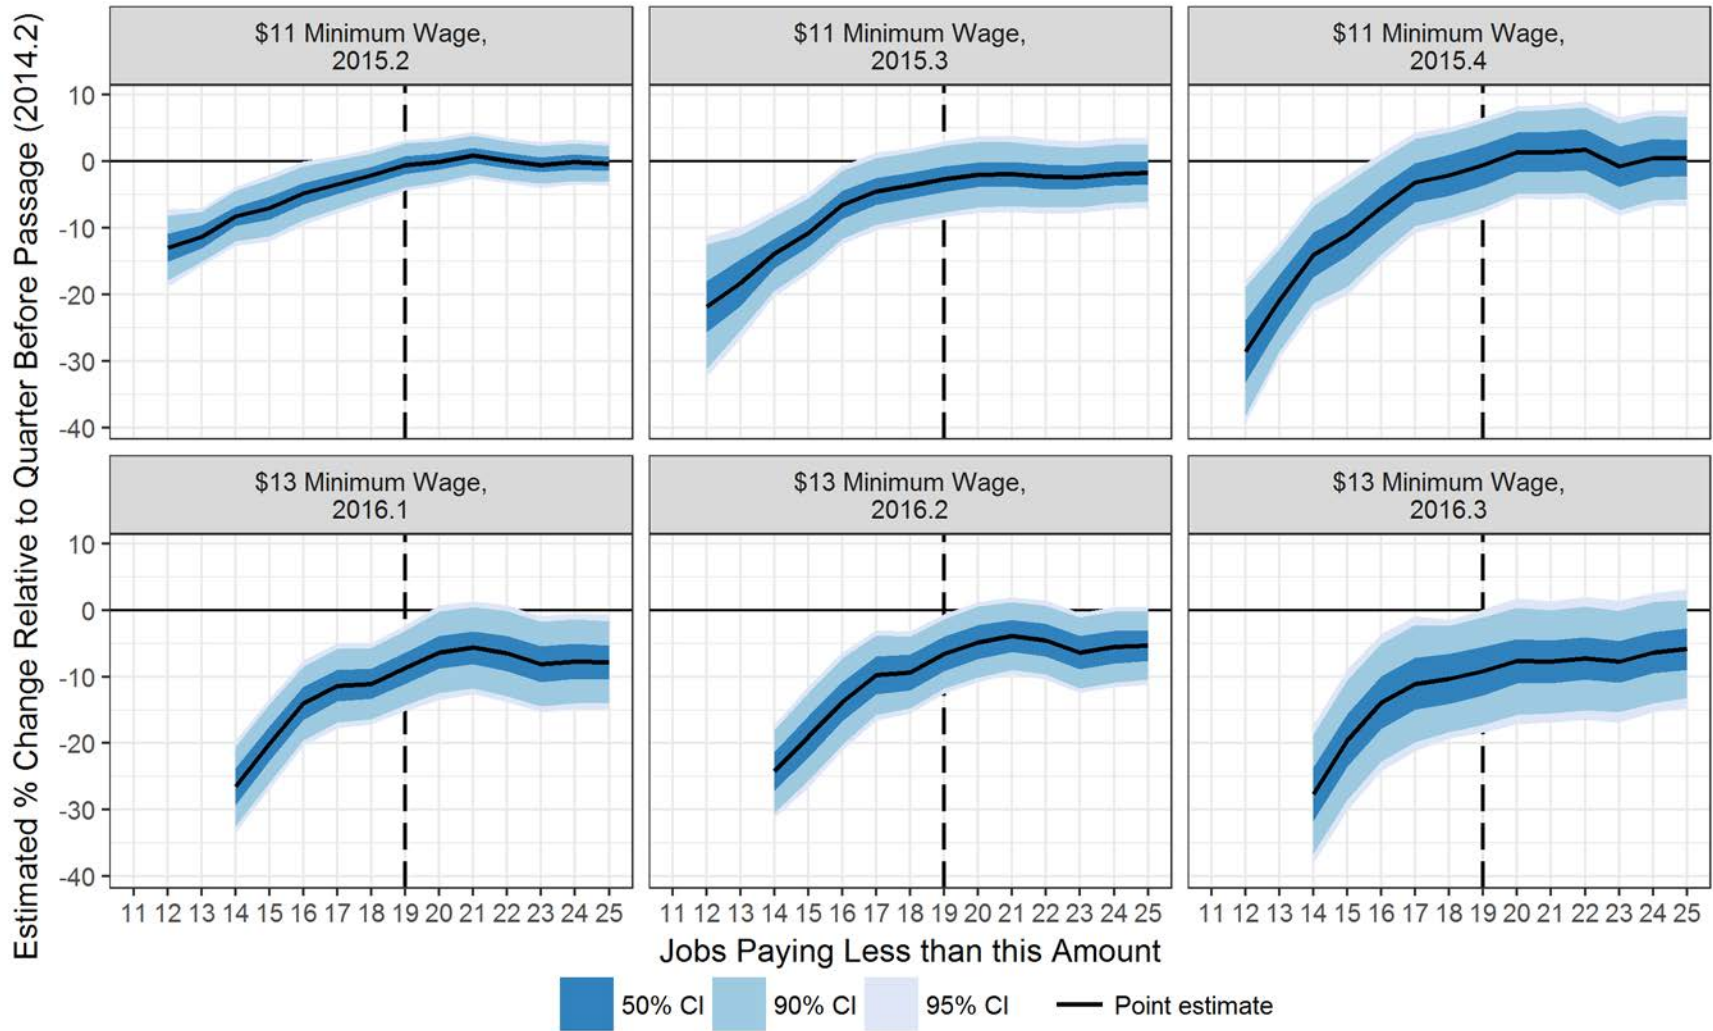 Estimated % Change Relative to Quarter Before Passage (2014.2)
$11 Minimum Wage,
2015.2
$11 Minimum Wage,
2015.3
$11 Minimum Wage,
2015.4
10
0
-10
-20
-30
-40
$13 Minimum Wage,
2016.1
$13 Minimum Wage,
2016.2
$13 Minimum Wage,
2016.3
10
0
-10
-20
-30
-40
11 12 13 14 15 16 17 18 19 20 21 22 23 24 25
11 12 13 14 15 16 17 18 19 20 21 22 23 24 25
11 12 13 14 15 16 17 18 19 20 21 22 23 24 25
Jobs Paying Less than this Amount
50% CI 90% CI 95% CI Point estimate